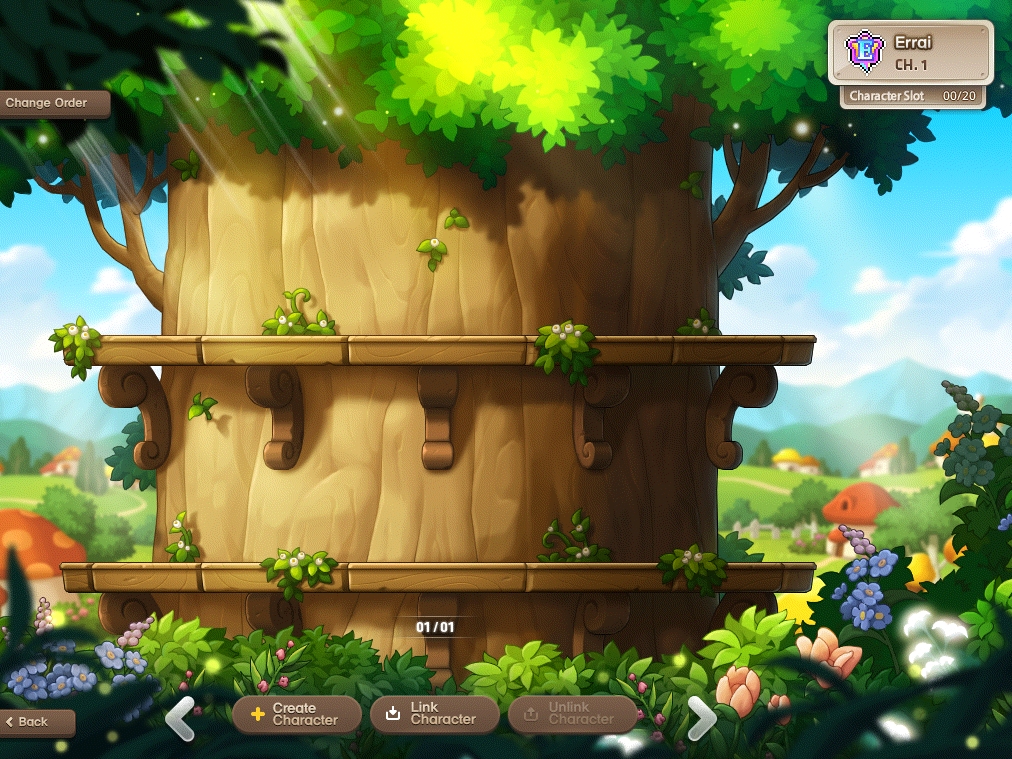 Errai
CH. 1
Character Slot 00/20
Change Order
01/01
Create
Character
Link
Character
Unlink
Character
Back